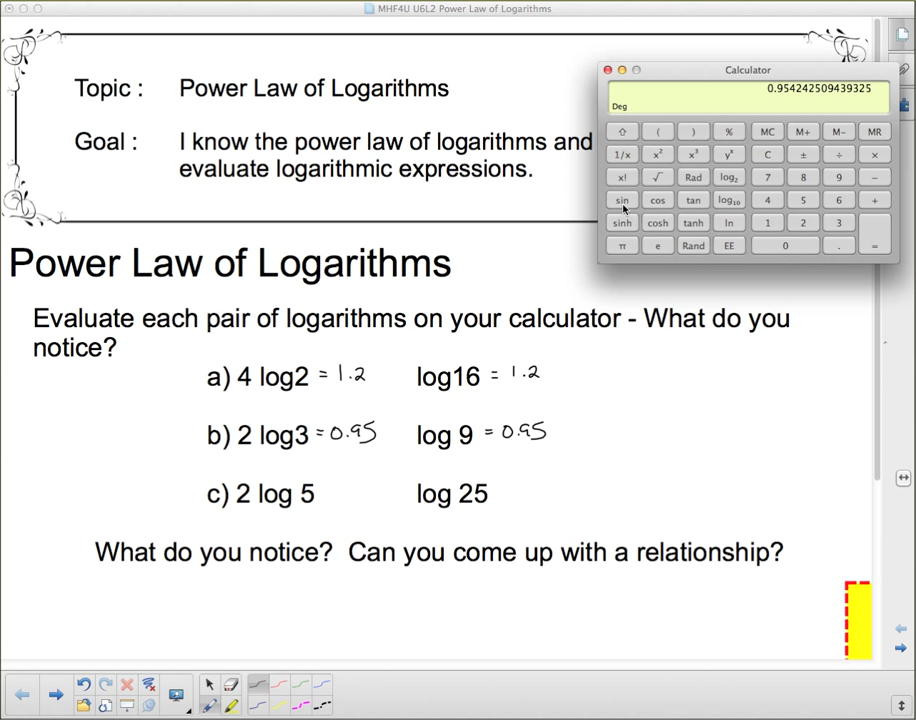 MHF4U U6L2 Power Law of Logarithms
Topic : Power Law of Logarithms
Goal : I know the power law of logarithms and
evaluate logarithmic expressions.
Calculator
0.954242509439325
Deg
( ) % MC M+ M- MR
1/x x² x³ yˣ C ± ÷ ×
x! √ Rad log₂ 7 8 9 −
sin cos tan log₁₀ 4 5 6 +
sinh cosh tanh ln 1 2 3
π e Rand EE 0 . =
Power Law of Logarithms
Evaluate each pair of logarithms on your calculator - What do you
notice?
a) 4 log2 = 1.2 log16 = 1.2
b) 2 log3 = 0.95 log 9 = 0.95
c) 2 log 5 log 25
What do you notice? Can you come up with a relationship?